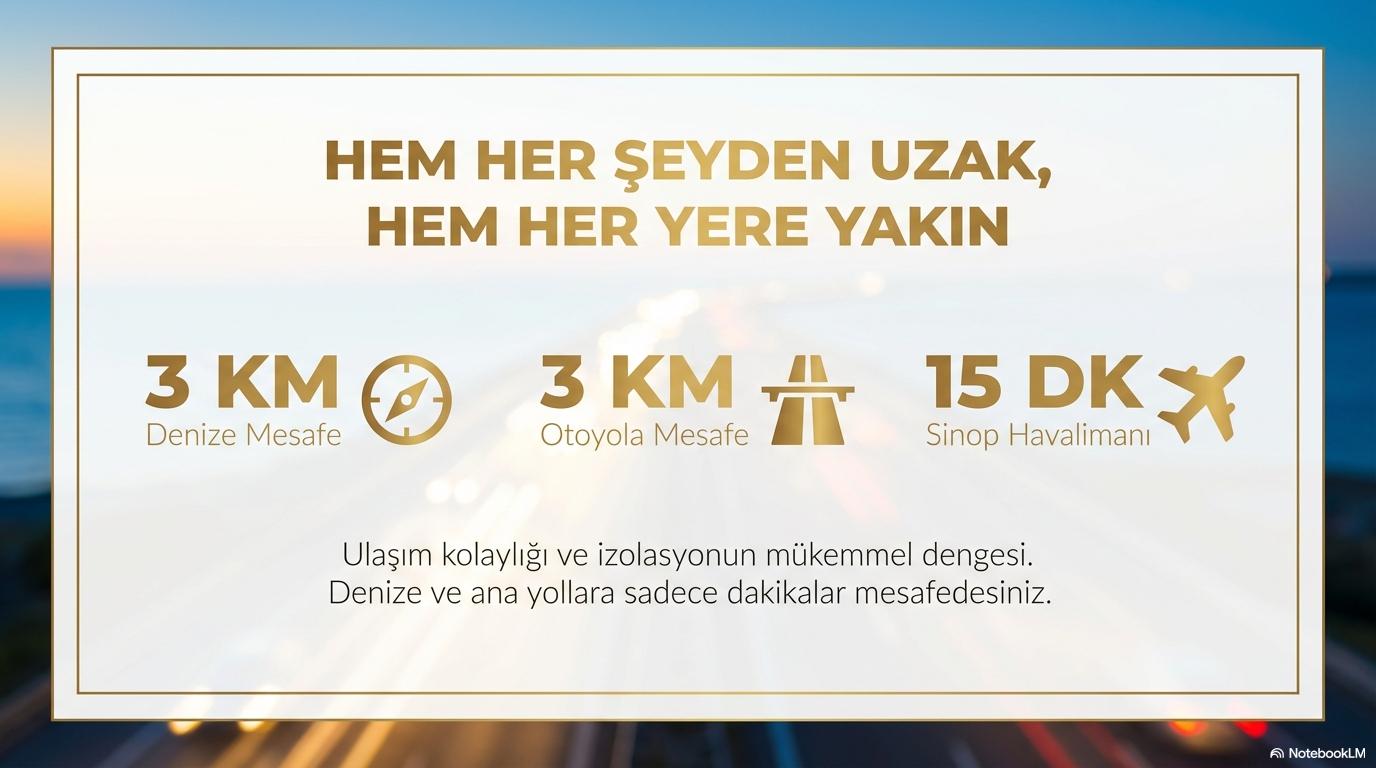 HEM HER ŞEYDEN UZAK,
HEM HER YERE YAKIN
3 KM
Denize Mesafe
3 KM
Otoyola Mesafe
15 DK
Sinop Havalimanı
Ulaşım kolaylığı ve izolasyonun mükemmel dengesi.
Denize ve ana yollara sadece dakikalar mesafedesiniz.
NotebookLM